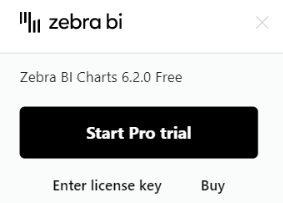 zebra bi
Zebra BI Charts 6.2.0 Free
Start Pro trial
Enter license key Buy